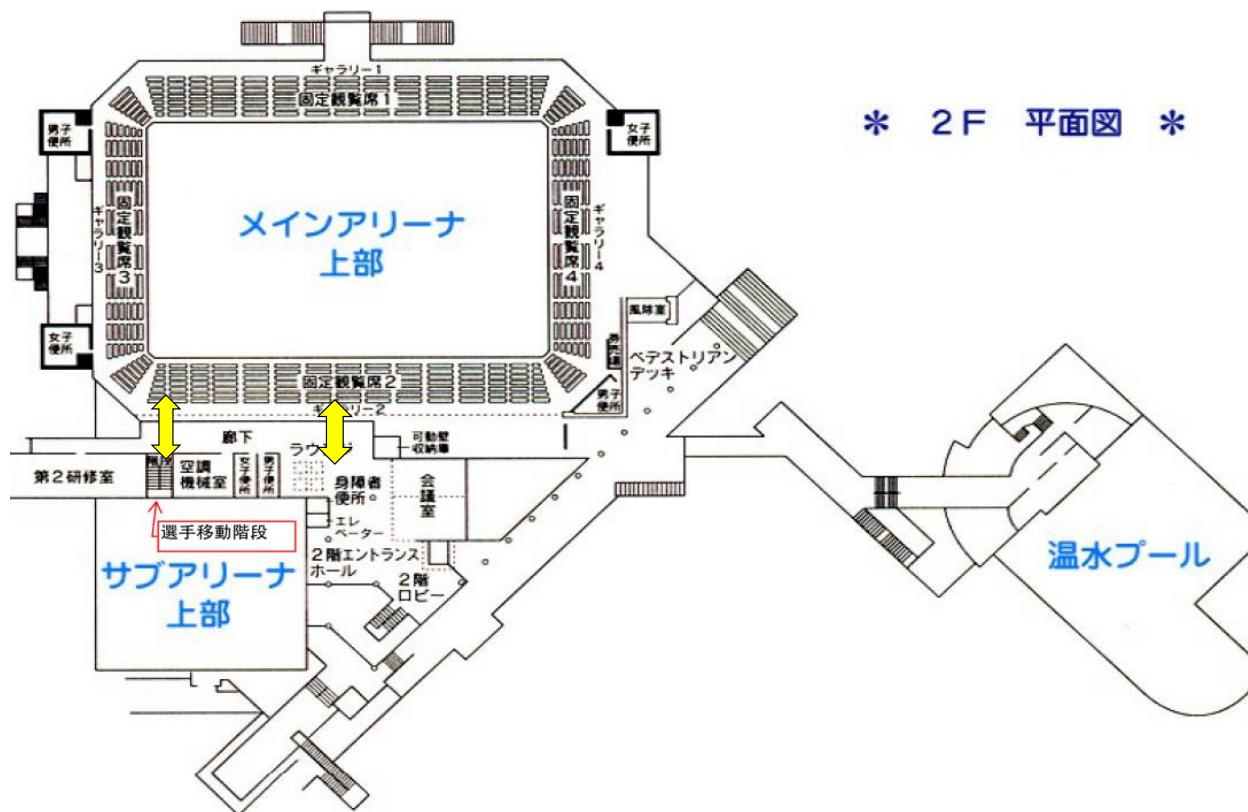 ギャラリー1
固定観覧席1
男子
便所
女子
便所
* 2F 平面図 *
ギャラリー3
固定観覧席3
メインアリーナ
上部
固定観覧席4
ギャラリー4
風除室
女子
便所
ペデストリアン
デッキ
男子
便所
固定観覧席2
ギャラリー2
廊下
可動壁
収納庫
第2研修室
階段
空調
機械室
女子便所
男子便所
身障者
便所
会議室
選手移動階段
エレ
ベーター
サブアリーナ
上部
2階エントランス
ホール
2階
ロビー
温水プール